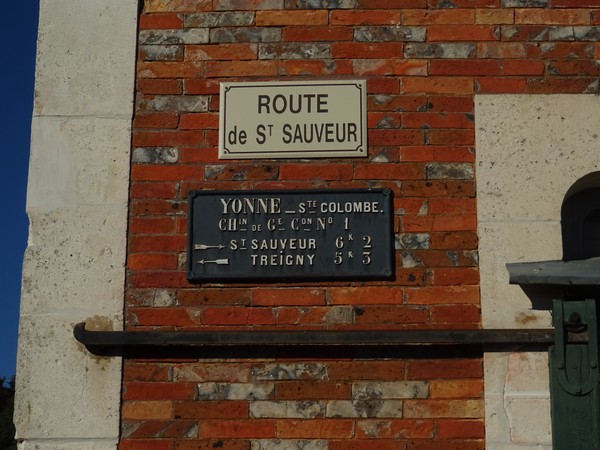 ROUTE
de ST SAUVEUR
YONNE _ STE COLOMBE.
CHIN DE GE CON NO 1
ST SAUVEUR 6K 2
TREIGNY 5K 3